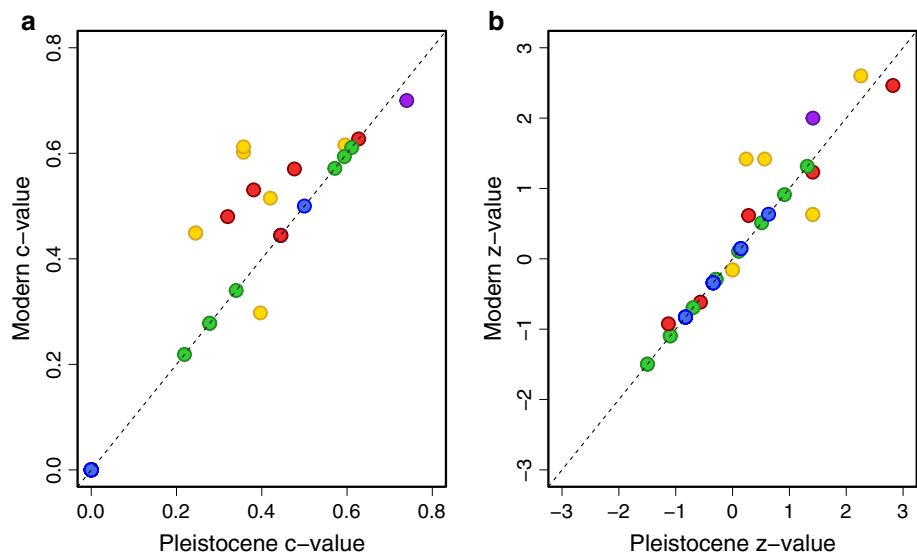 a
0.8
0.6
0.4
0.2
0.0
Modern c−value
0.0 0.2 0.4 0.6 0.8
Pleistocene c−value
b
3
2
1
0
−1
−2
−3
Modern z−value
−3 −2 −1 0 1 2 3
Pleistocene z−value